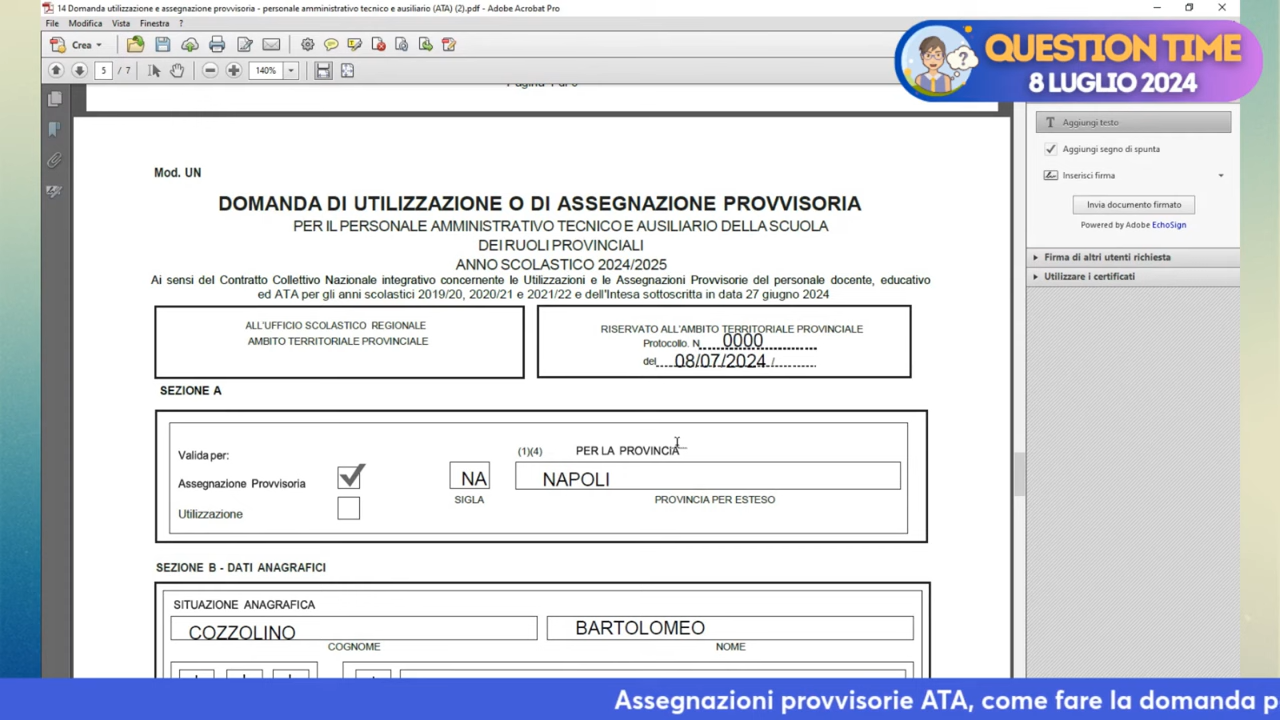 14 Domanda utilizzazione e assegnazione provvisoria - personale amministrativo tecnico e ausiliario (ATA) (2).pdf - Adobe Acrobat Pro
File Modifica Vista Finestra ?
Crea
5 / 7 140%
QUESTION TIME
8 LUGLIO 2024
Aggiungi testo
Aggiungi segno di spunta
Inserisci firma
Invia documento firmato
Powered by Adobe EchoSign
Firma di altri utenti richiesta
Utilizzare i certificati
Mod. UN
DOMANDA DI UTILIZZAZIONE O DI ASSEGNAZIONE PROVVISORIA
PER IL PERSONALE AMMINISTRATIVO TECNICO E AUSILIARIO DELLA SCUOLA
DEI RUOLI PROVINCIALI
ANNO SCOLASTICO 2024/2025
Ai sensi del Contratto Collettivo Nazionale integrativo concernente le Utilizzazioni e le Assegnazioni Provvisorie del personale docente, educativo
ed ATA per gli anni scolastici 2019/20, 2020/21 e 2021/22 e dell'Intesa sottoscritta in data 27 giugno 2024
ALL'UFFICIO SCOLASTICO REGIONALE
AMBITO TERRITORIALE PROVINCIALE
RISERVATO ALL'AMBITO TERRITORIALE PROVINCIALE
Protocollo. N 0000
del 08/07/2024 /
SEZIONE A
Valida per:
(1)(4) PER LA PROVINCIA
Assegnazione Provvisoria
NA NAPOLI
SIGLA PROVINCIA PER ESTESO
Utilizzazione
SEZIONE B - DATI ANAGRAFICI
SITUAZIONE ANAGRAFICA
COZZOLINO BARTOLOMEO
COGNOME NOME
Assegnazioni provvisorie ATA, come fare la domanda p